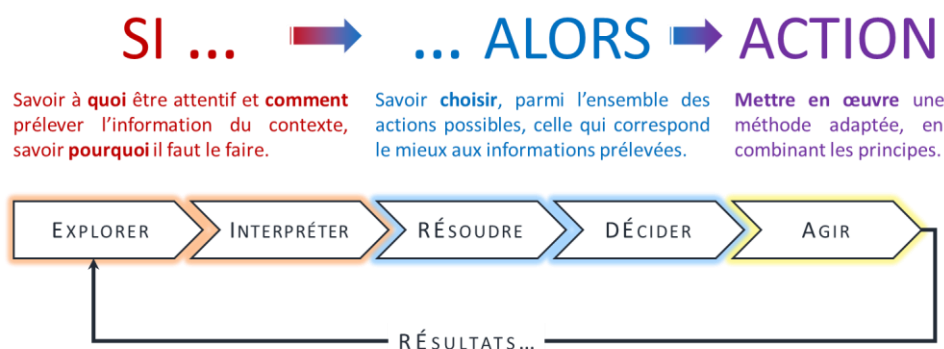 SI ... ... ALORS ACTION
Savoir à quoi être attentif et comment
prélever l'information du contexte,
savoir pourquoi il faut le faire.
Savoir choisir, parmi l'ensemble des
actions possibles, celle qui correspond
le mieux aux informations prélevées.
Mettre en œuvre une
méthode adaptée, en
combinant les principes.
EXPLORER INTERPRÉTER RÉSOUDRE DÉCIDER AGIR
RÉSULTATS…